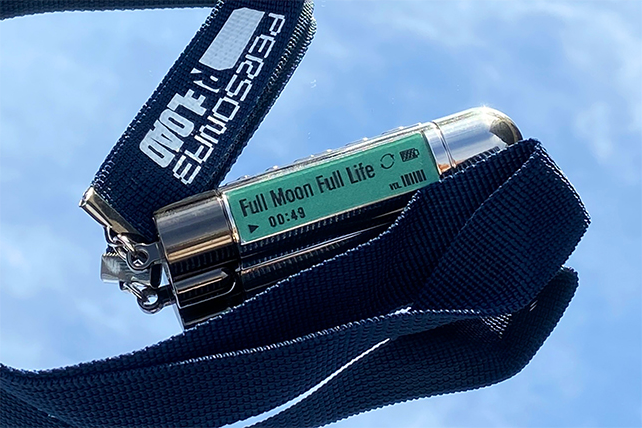 PERSONA3
RELOAD
Full Moon Full Life
00:49
VOL